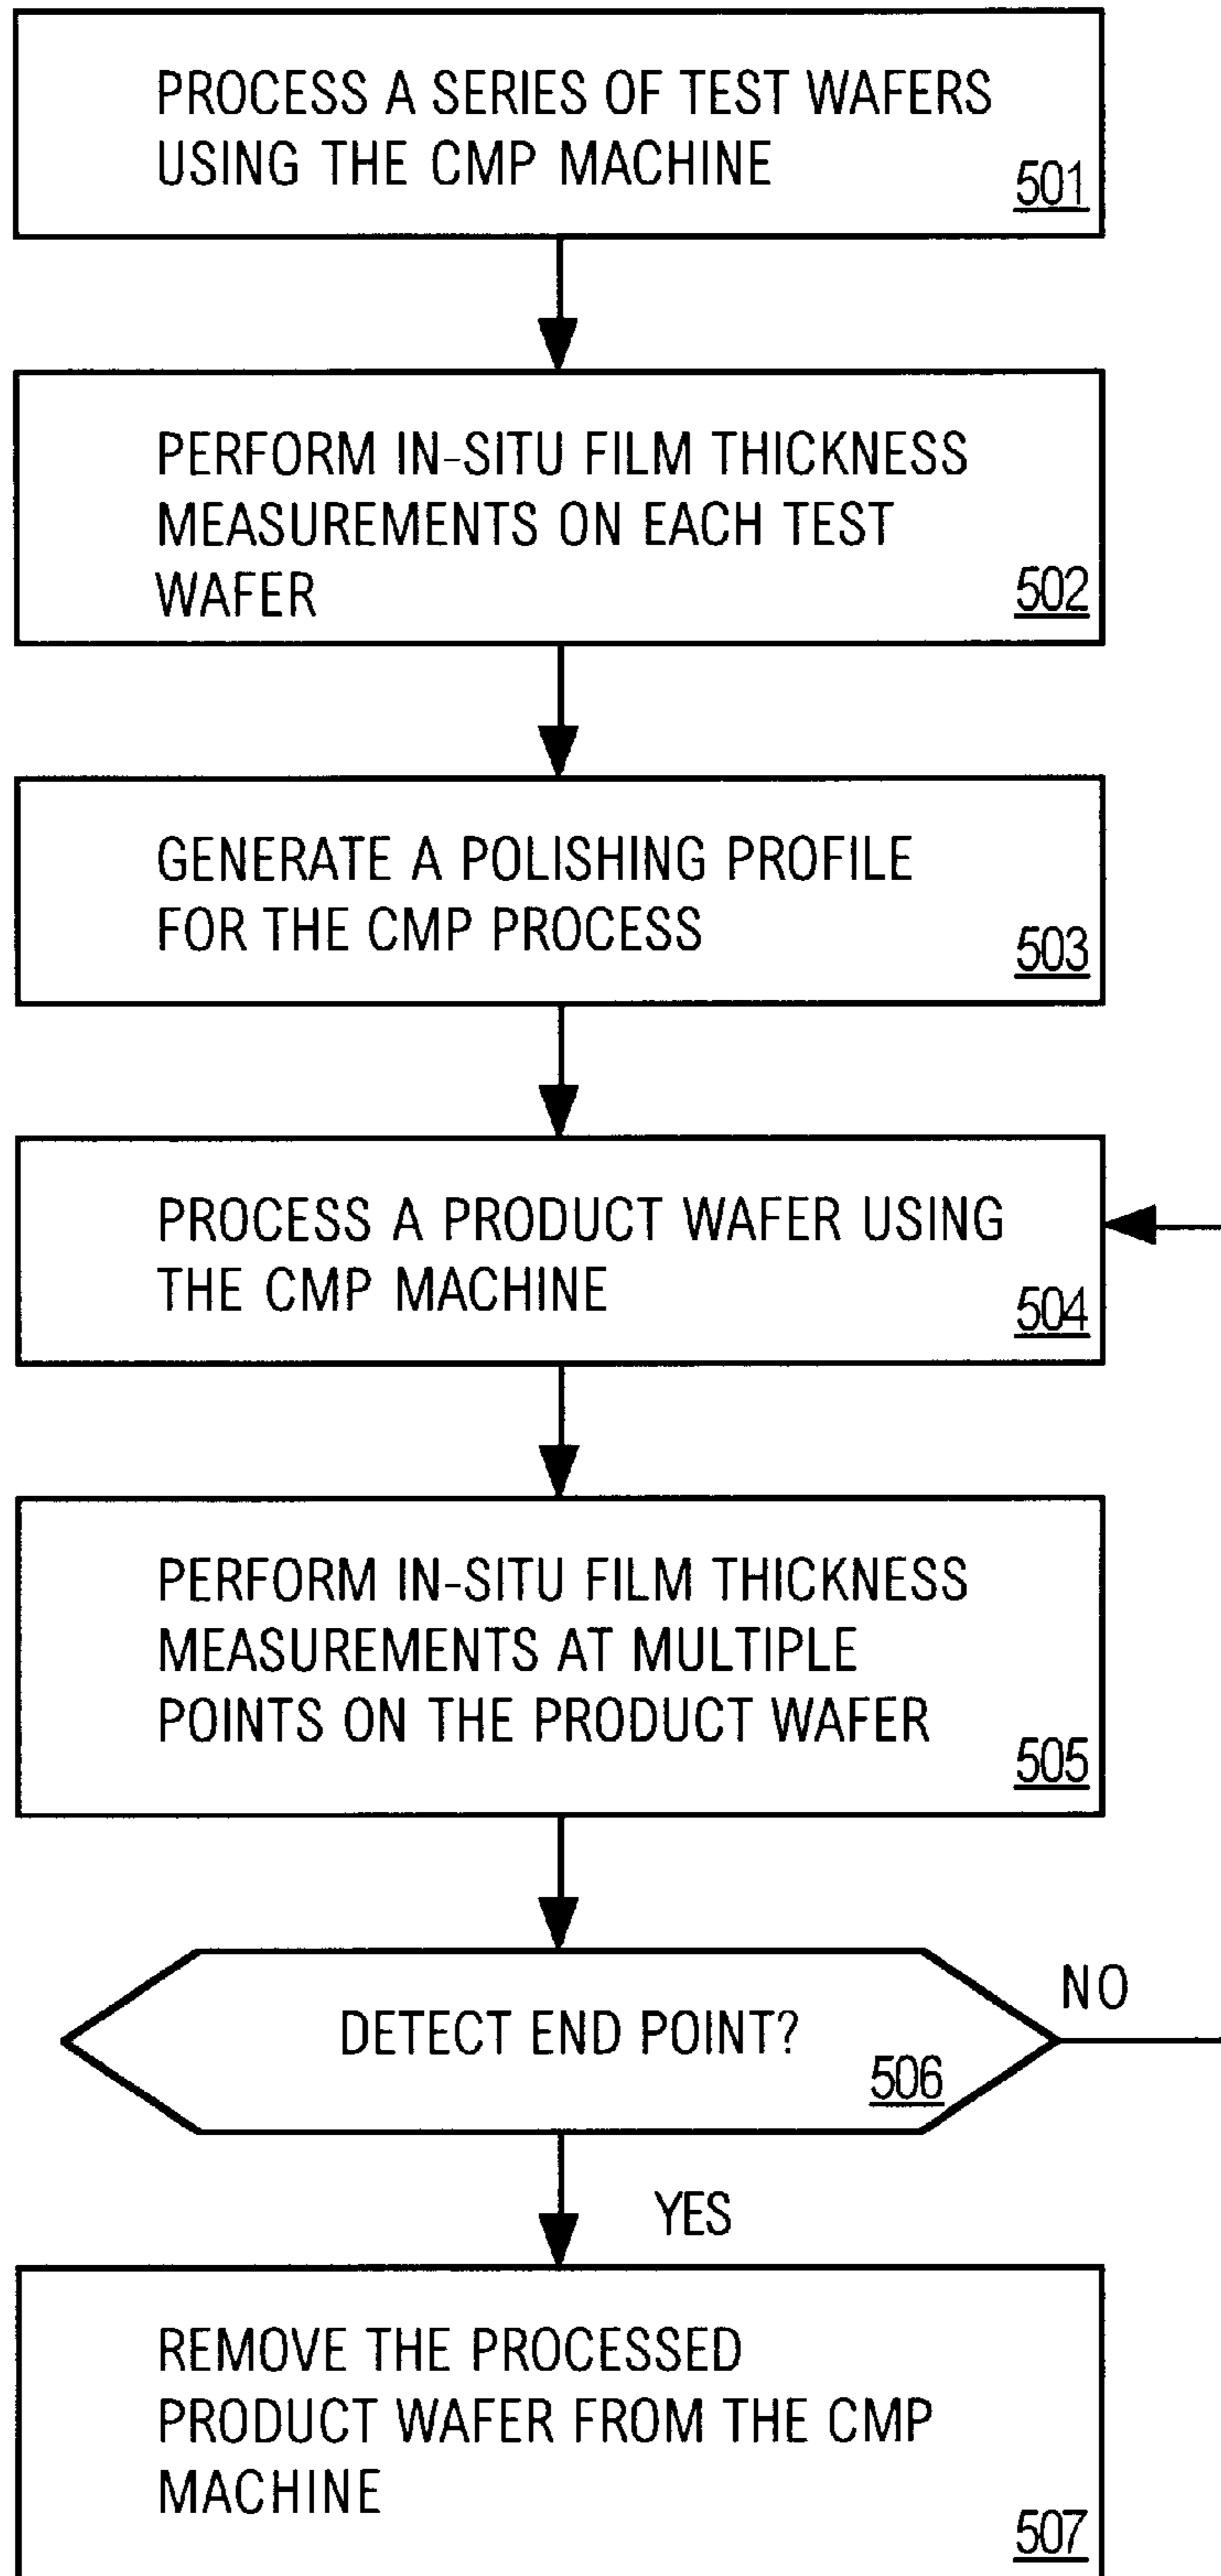 PROCESS A SERIES OF TEST WAFERS
USING THE CMP MACHINE
501
PERFORM IN-SITU FILM THICKNESS
MEASUREMENTS ON EACH TEST
WAFER
502
GENERATE A POLISHING PROFILE
FOR THE CMP PROCESS
503
PROCESS A PRODUCT WAFER USING
THE CMP MACHINE
504
PERFORM IN-SITU FILM THICKNESS
MEASUREMENTS AT MULTIPLE
POINTS ON THE PRODUCT WAFER
505
NO
DETECT END POINT?
506
YES
REMOVE THE PROCESSED
PRODUCT WAFER FROM THE CMP
MACHINE
507